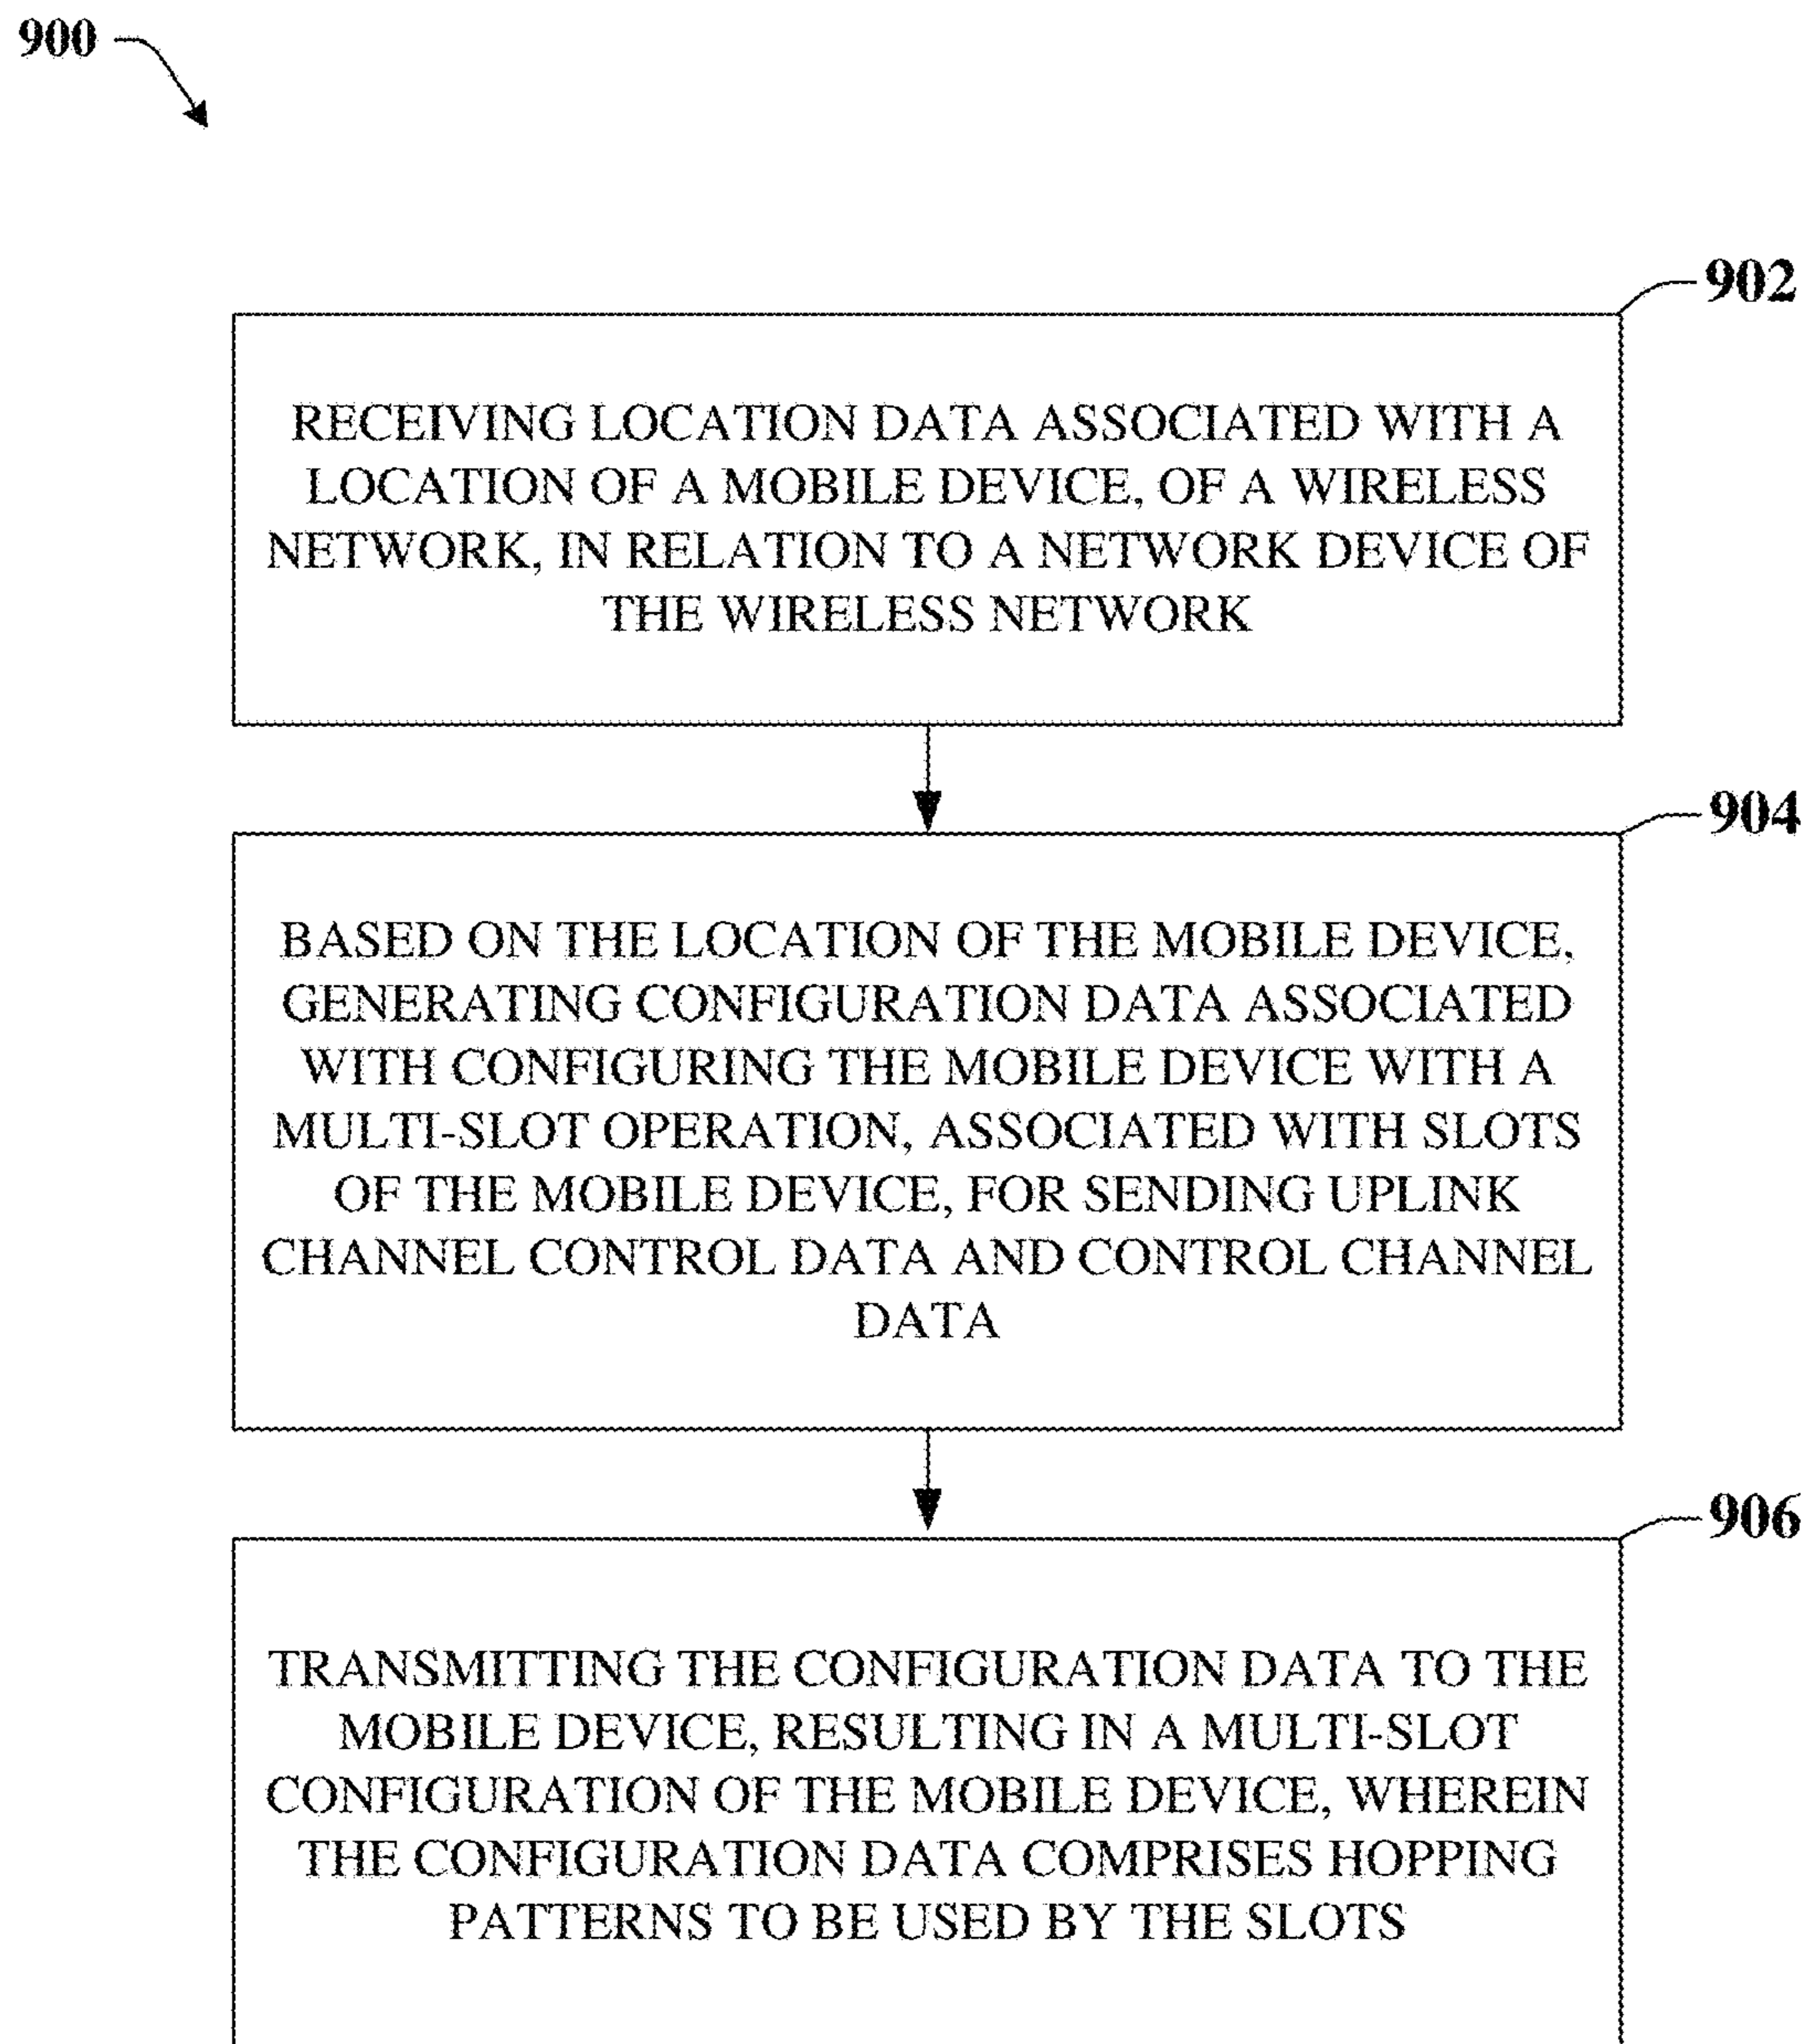 900
902
RECEIVING LOCATION DATA ASSOCIATED WITH A
LOCATION OF A MOBILE DEVICE, OF A WIRELESS
NETWORK, IN RELATION TO A NETWORK DEVICE OF
THE WIRELESS NETWORK
904
BASED ON THE LOCATION OF THE MOBILE DEVICE,
GENERATING CONFIGURATION DATA ASSOCIATED
WITH CONFIGURING THE MOBILE DEVICE WITH A
MULTI-SLOT OPERATION, ASSOCIATED WITH SLOTS
OF THE MOBILE DEVICE, FOR SENDING UPLINK
CHANNEL CONTROL DATA AND CONTROL CHANNEL
DATA
906
TRANSMITTING THE CONFIGURATION DATA TO THE
MOBILE DEVICE, RESULTING IN A MULTI-SLOT
CONFIGURATION OF THE MOBILE DEVICE, WHEREIN
THE CONFIGURATION DATA COMPRISES HOPPING
PATTERNS TO BE USED BY THE SLOTS